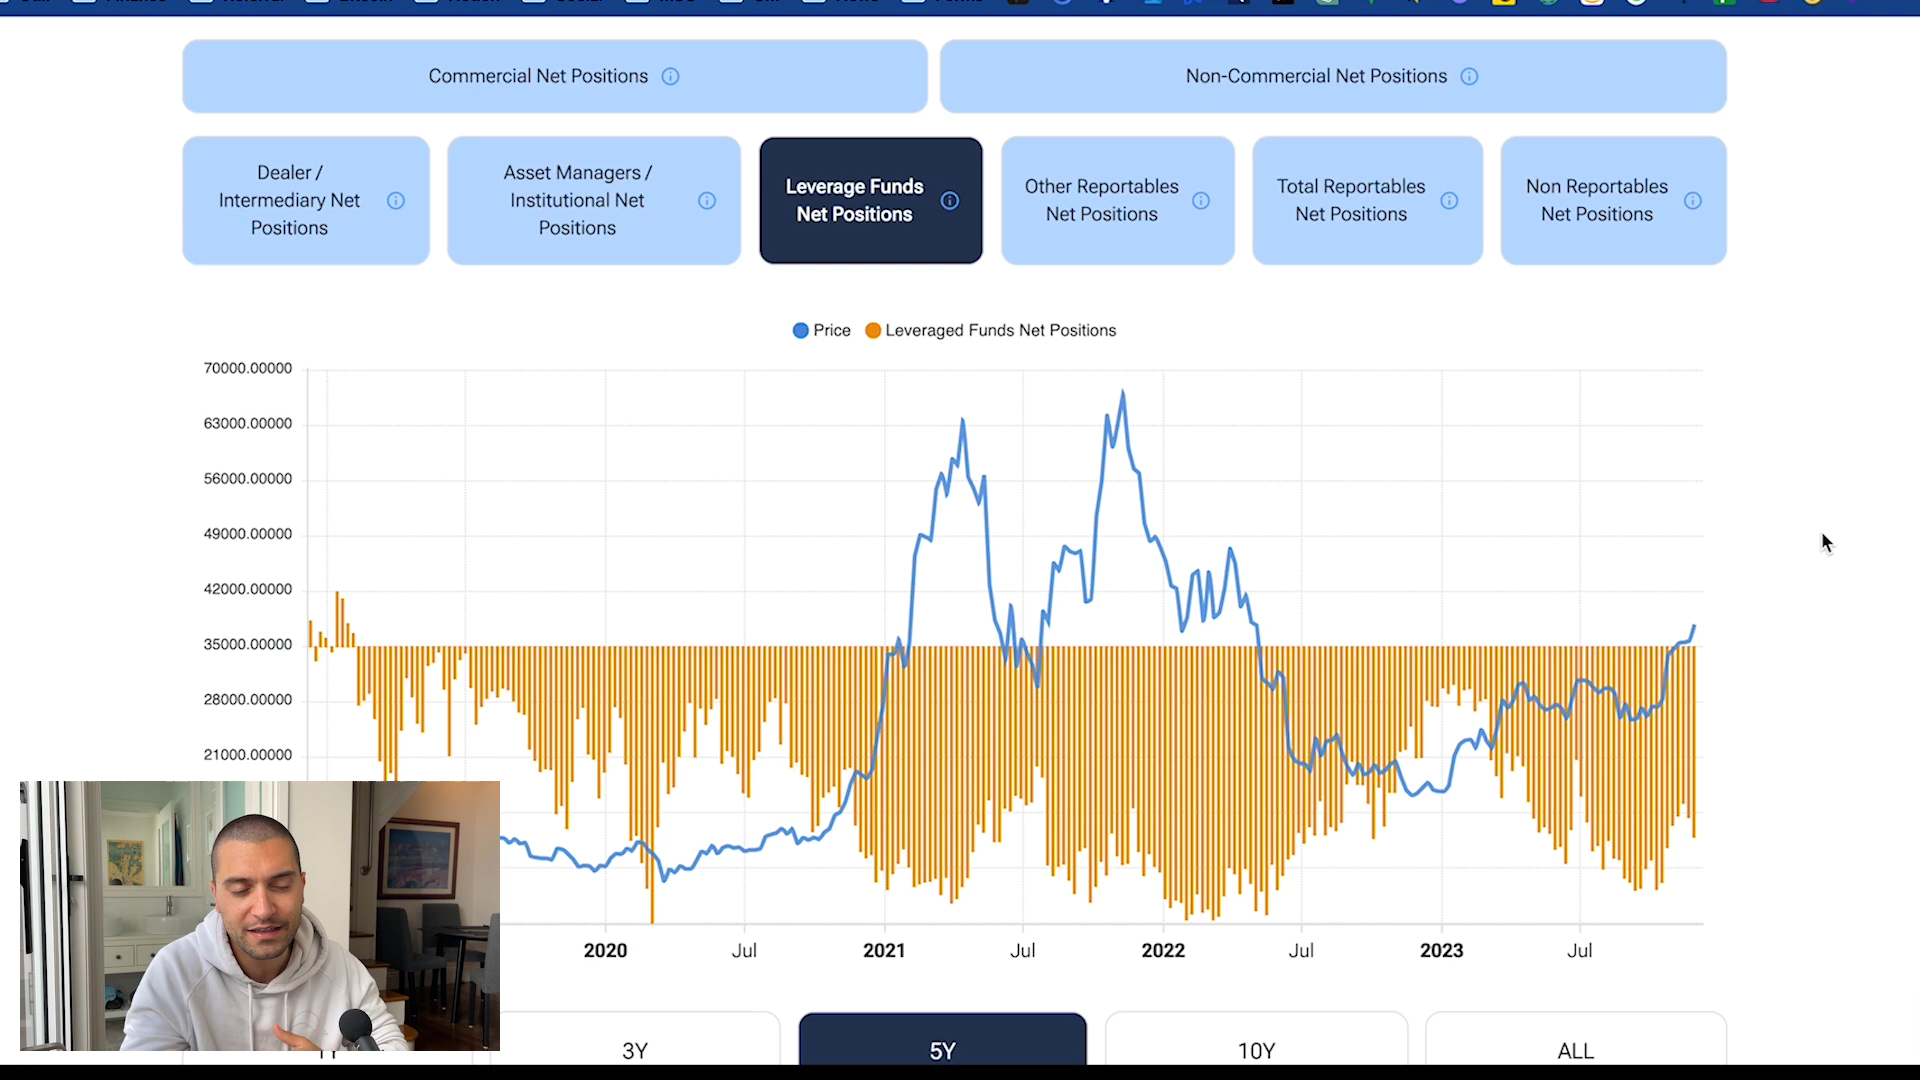 Commercial Net Positions
Non-Commercial Net Positions
Dealer /
Intermediary Net
Positions
Asset Managers /
Institutional Net
Positions
Leverage Funds
Net Positions
Other Reportables
Net Positions
Total Reportables
Net Positions
Non Reportables
Net Positions
Price
Leveraged Funds Net Positions
70000.00000
63000.00000
56000.00000
49000.00000
42000.00000
35000.00000
28000.00000
21000.00000
2020
Jul
2021
Jul
2022
Jul
2023
Jul
3Y
5Y
10Y
ALL